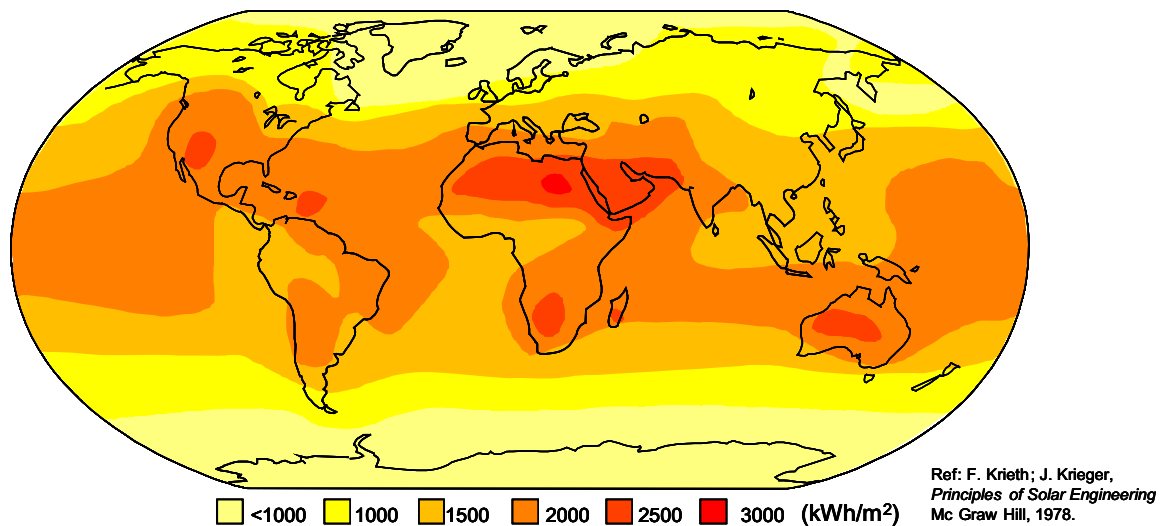 Ref: F. Krieth; J. Krieger,
Principles of Solar Engineering
Mc Graw Hill, 1978.
<1000 1000 1500 2000 2500 3000 (kWh/m²)